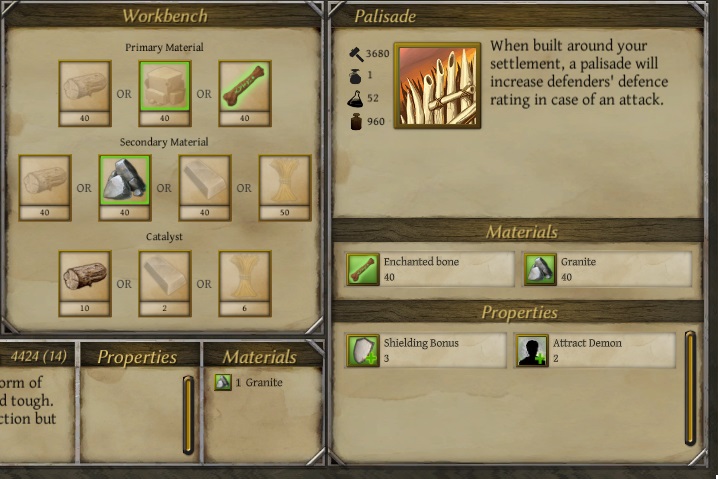 Workbench
Primary Material
40 OR 40 OR 40
Secondary Material
40 OR 40 OR 40 OR 50
Catalyst
10 OR 2 OR 6
4424 (14)
orm of
d tough.
ction but
Properties
Materials
1 Granite
Palisade
3680
1
52
960
When built around your
settlement, a palisade will
increase defenders' defence
rating in case of an attack.
Materials
Enchanted bone
40
Granite
40
Properties
Shielding Bonus
3
Attract Demon
2